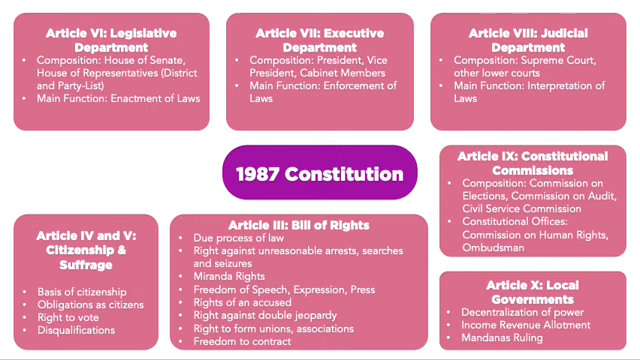 Article VI: Legislative
Department
• Composition: House of Senate,
House of Representatives (District
and Party-List)
• Main Function: Enactment of Laws
Article VII: Executive
Department
• Composition: President, Vice
President, Cabinet Members
• Main Function: Enforcement of
Laws
Article VIII: Judicial
Department
• Composition: Supreme Court,
other lower courts
• Main Function: Interpretation of
Laws
1987 Constitution
Article IX: Constitutional
Commissions
• Composition: Commission on
Elections, Commission on Audit,
Civil Service Commission
• Constitutional Offices:
Commission on Human Rights,
Ombudsman
Article IV and V:
Citizenship &
Suffrage
• Basis of citizenship
• Obligations as citizens
• Right to vote
• Disqualifications
Article III: Bill of Rights
• Due process of law
• Right against unreasonable arrests, searches
and seizures
• Miranda Rights
• Freedom of Speech, Expression, Press
• Rights of an accused
• Right against double jeopardy
• Right to form unions, associations
• Freedom to contract
Article X: Local
Governments
• Decentralization of power
• Income Revenue Allotment
• Mandanas Ruling